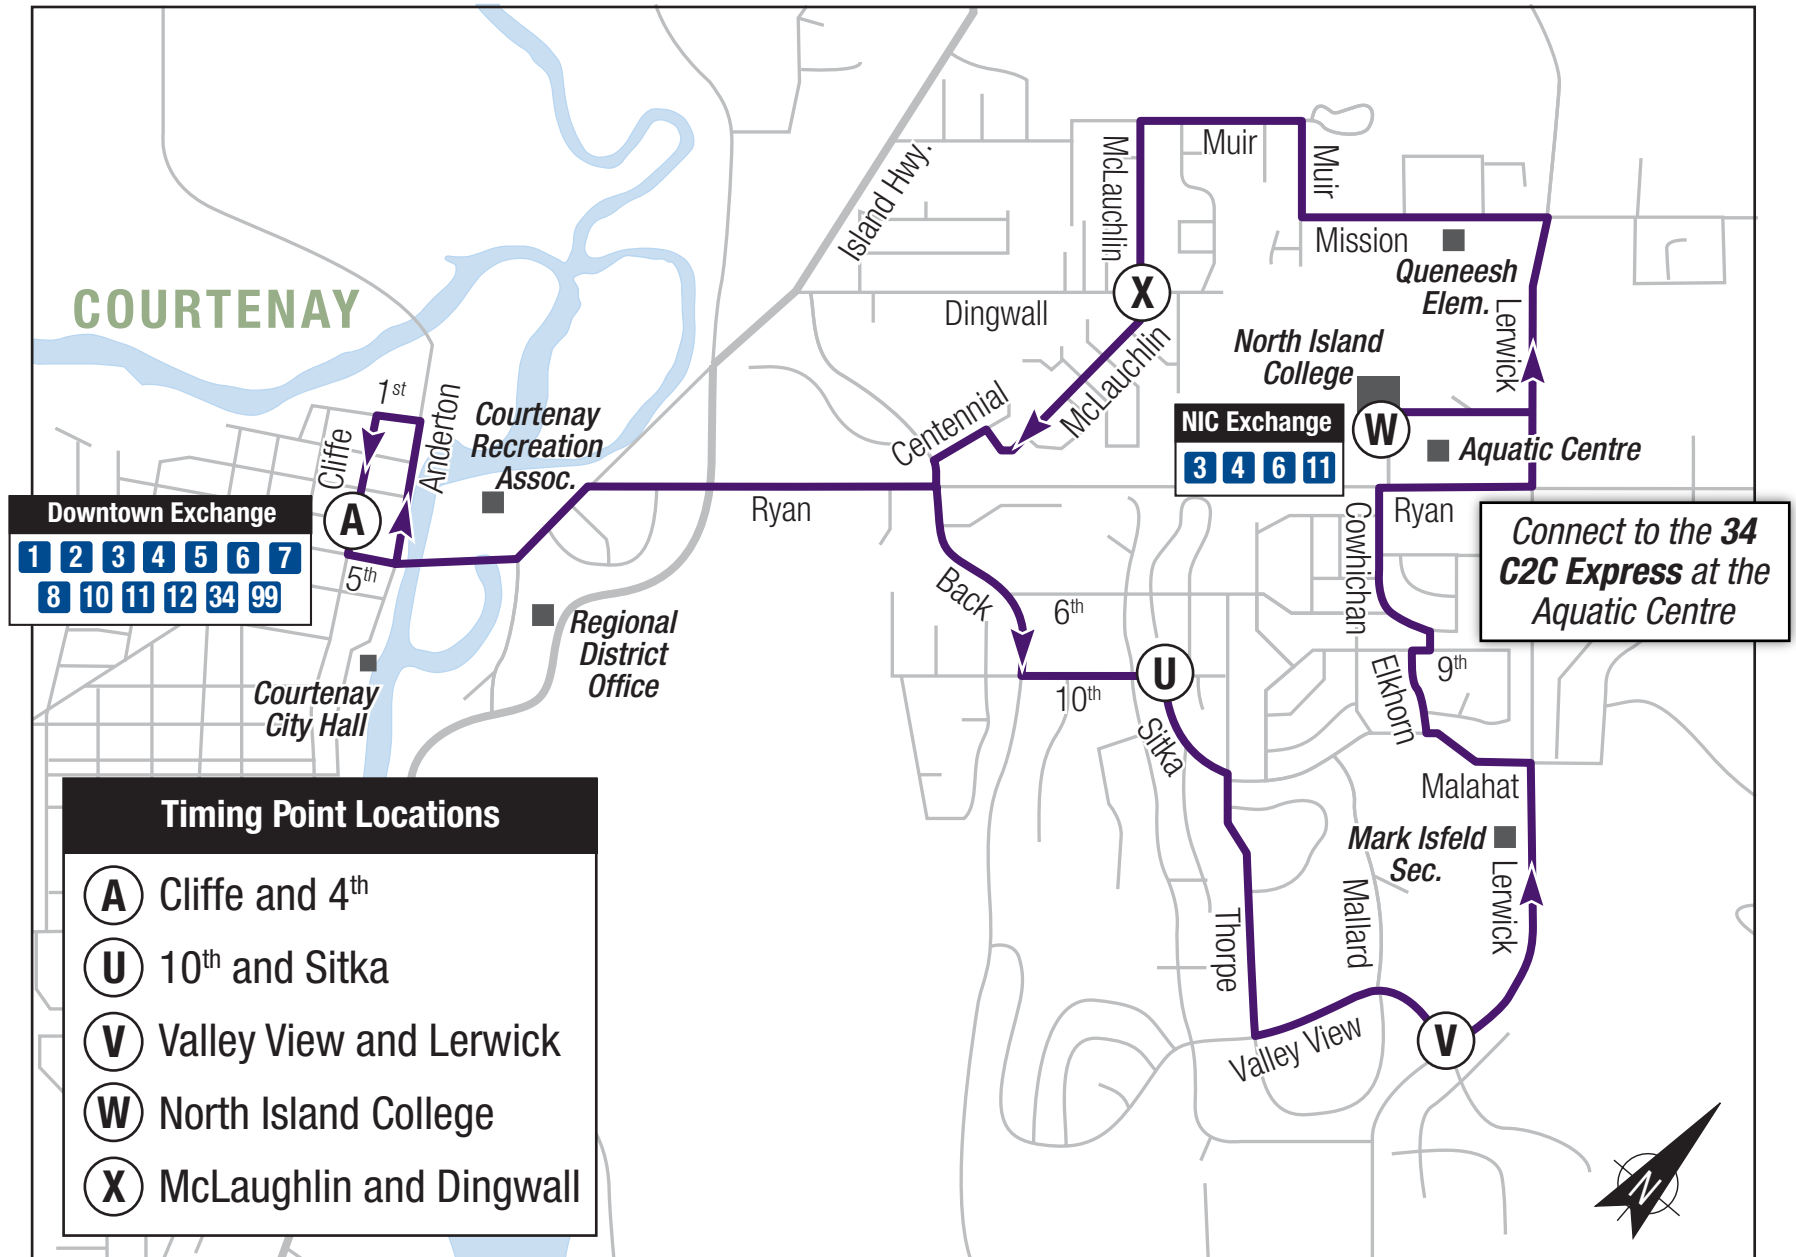 McLauchlin
Muir
Muir
Island Hwy.
Mission
Queneesh
Elem.
COURTENAY
Dingwall
X
Lerwick
McLauchlin
North Island
College
1st
Anderton
Cliffe
Courtenay
Recreation
Assoc.
Centennial
NIC Exchange
3 4 6 11
W
Aquatic Centre
Downtown Exchange
1 2 3 4 5 6 7
8 10 11 12 34 99
A
5th
Ryan
Cowhichan
Ryan
Connect to the 34
C2C Express at the
Aquatic Centre
Back
6th
Regional
District
Office
Courtenay
City Hall
U
10th
Sitka
9th
Elkhorn
Malahat
Mark Isfeld
Sec.
Lerwick
Mallard
Thorpe
Valley View
V
Timing Point Locations
A Cliffe and 4th
U 10th and Sitka
V Valley View and Lerwick
W North Island College
X McLaughlin and Dingwall
N